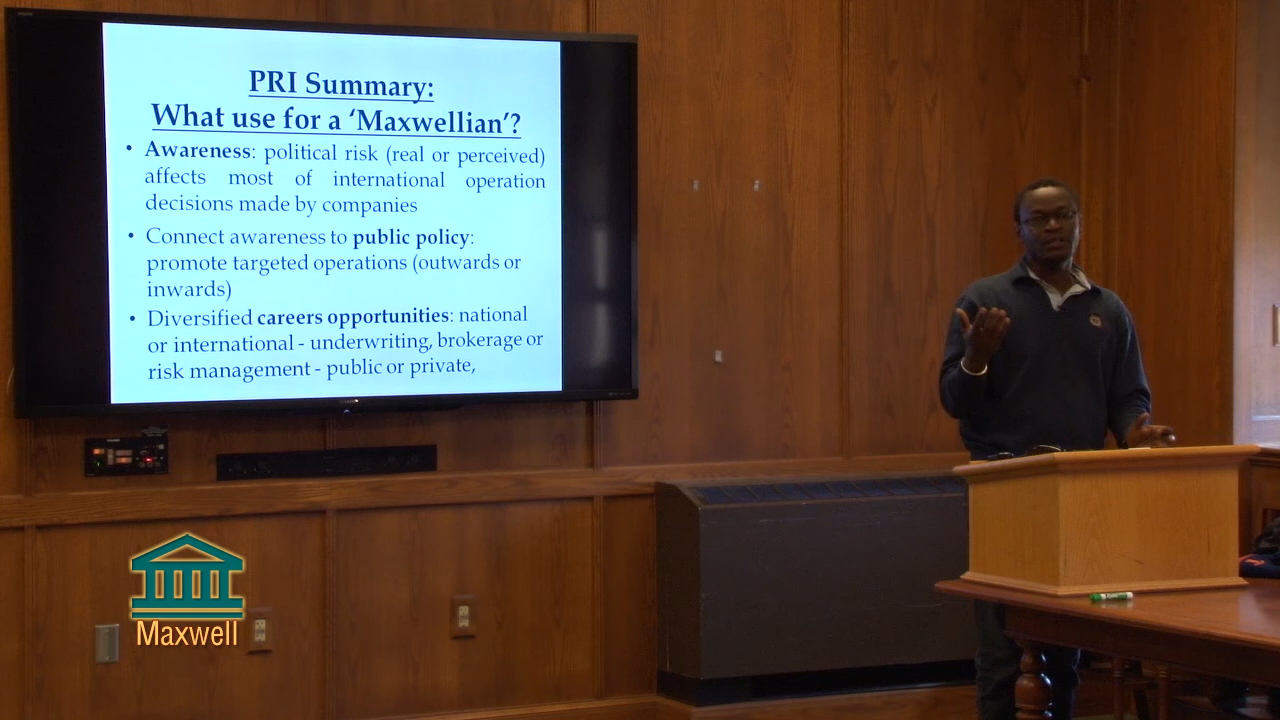 PRI Summary:
What use for a ‘Maxwellian’?
• Awareness: political risk (real or perceived)
affects most of international operation
decisions made by companies
• Connect awareness to public policy:
promote targeted operations (outwards or
inwards)
• Diversified careers opportunities: national
or international - underwriting, brokerage or
risk management - public or private,
Maxwell